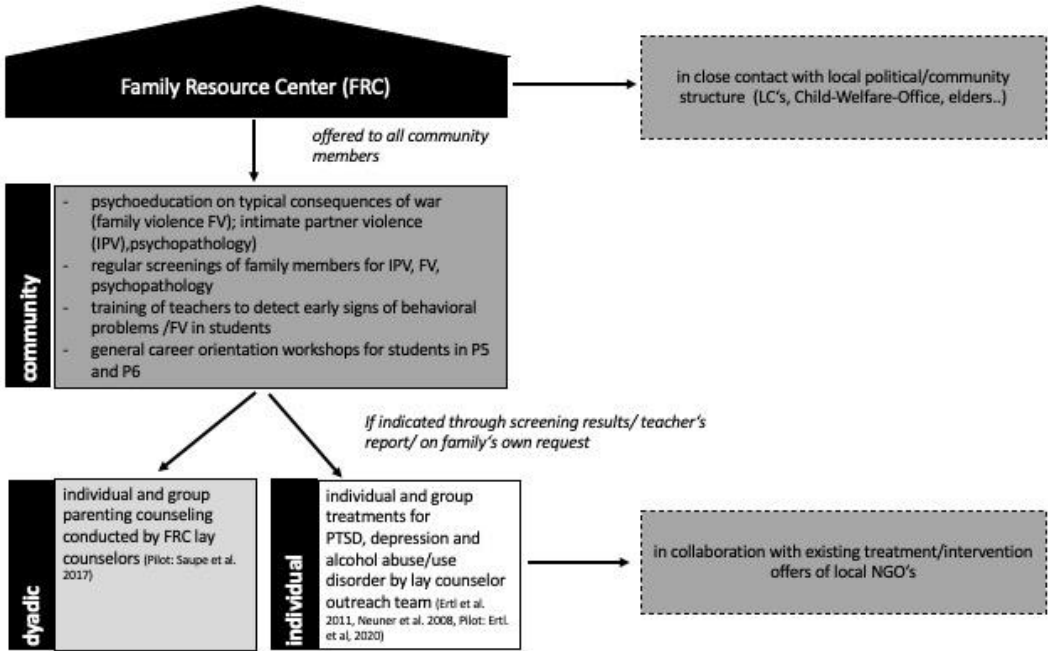 Family Resource Center (FRC)
in close contact with local political/community
structure (LC's, Child-Welfare-Office, elders..)
offered to all community
members
community
- psychoeducation on typical consequences of war
(family violence FV); intimate partner violence
(IPV),psychopathology)
- regular screenings of family members for IPV, FV,
psychopathology
- training of teachers to detect early signs of behavioral
problems /FV in students
- general career orientation workshops for students in P5
and P6
If indicated through screening results/ teacher's
report/ on family's own request
dyadic
individual and group
parenting counseling
conducted by FRC lay
counselors (Pilot: Saupe et al.
2017)
individual
individual and group
treatments for
PTSD, depression and
alcohol abuse/use
disorder by lay counselor
outreach team (Ertl et al.
2011, Neuner et al. 2008, Pilot: Ertl.
et al, 2020)
in collaboration with existing treatment/intervention
offers of local NGO's